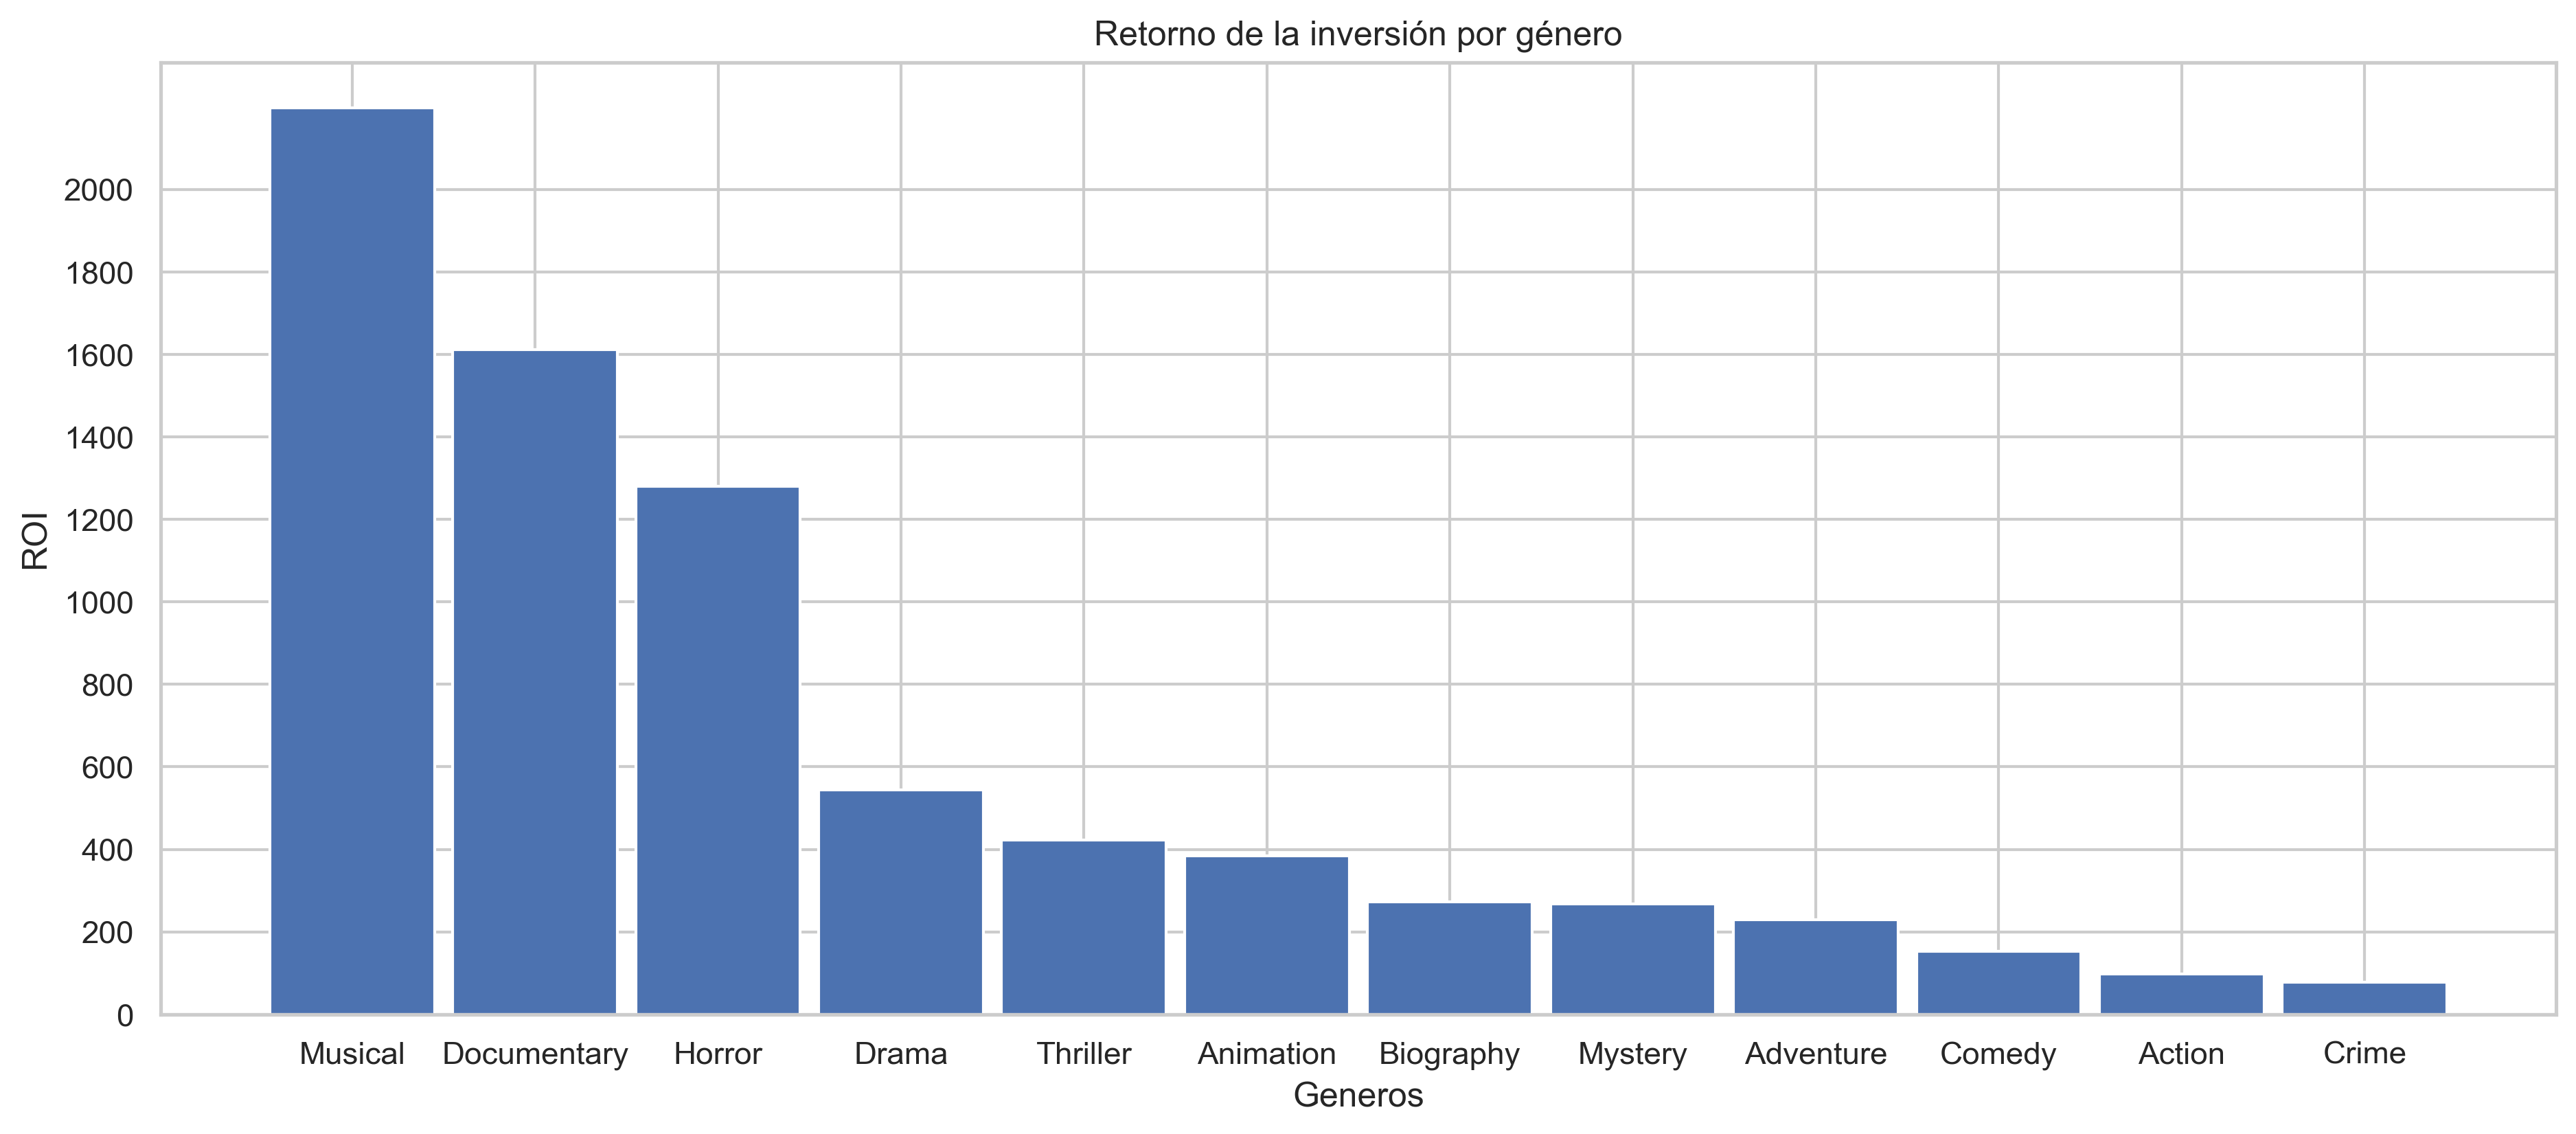 Retorno de la inversión por género
ROI
2000
1800
1600
1400
1200
1000
800
600
400
200
0
Musical Documentary Horror Drama Thriller Animation Biography Mystery Adventure Comedy Action Crime
Generos